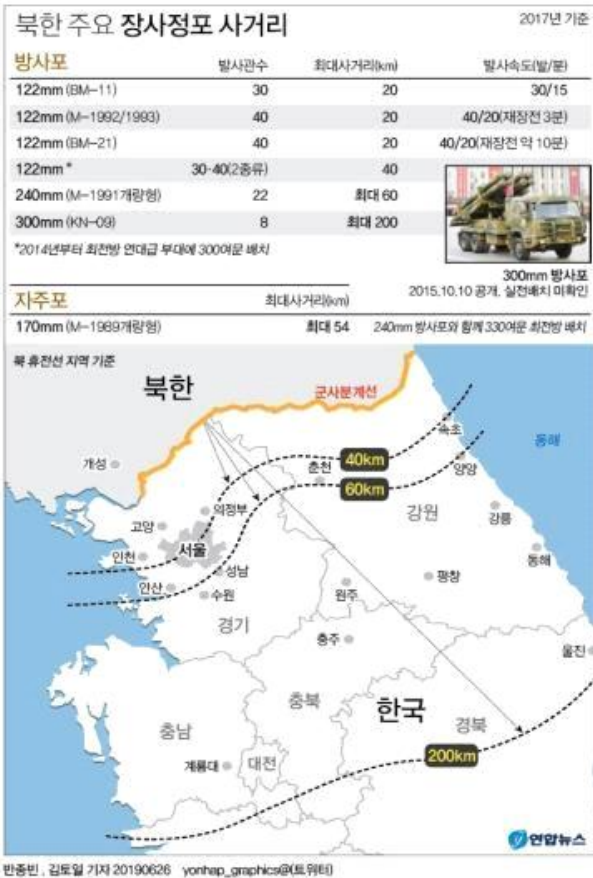 북한 주요 장사정포 사거리
2017년 기준
방사포 발사관수 최대사거리(km) 발사속도(발/분)
122mm (BM-11) 30 20 30/15
122mm (M-1992/1993) 40 20 40/20(재장전 3분)
122mm (BM-21) 40 20 40/20(재장전 약 10분)
122mm * 30-40(2종류) 40
240mm (M-1991개량형) 22 최대 60
300mm (KN-09) 8 최대 200
*2014년부터 최전방 연대급 부대에 300여문 배치
300mm 방사포
2015.10.10 공개, 실전배치 미확인
자주포 최대사거리(km)
170mm (M-1989개량형) 최대 54 240mm 방사포와 함께 330여문 최전방 배치
북 휴전선 지역 기준
북한
군사분계선
속초
동해
개성
40km
춘천
양양
60km
의정부
강원
강릉
고양
서울
인천
동해
성남
안산
수원
원주
평창
경기
충주
울진
충북
한국
충남
경북
200km
계룡대
대전
연합뉴스
반종빈, 김토일 기자 20190626 yonhap_graphics@(트위터)